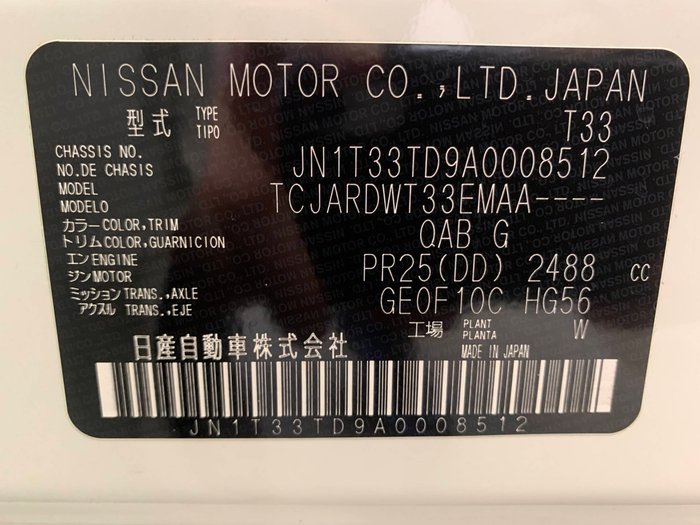 NISSAN MOTOR CO.,LTD.JAPAN
型式 TYPE TIPO T33
CHASSIS NO. JN1T33TD9A0008512
NO.DE CHASIS
MODEL TCJARDWT33EMAA----
MODELO
カラー COLOR,TRIM QAB G
トリム COLOR,GUARNICION
エン ENGINE PR25(DD) 2488 cc
ジン MOTOR
ミッション TRANS.,AXLE GE0F10C HG56
アクスル TRANS.,EJE
工場 PLANT PLANTA W
日産自動車株式会社 MADE IN JAPAN
JN1T33TD9A0008512